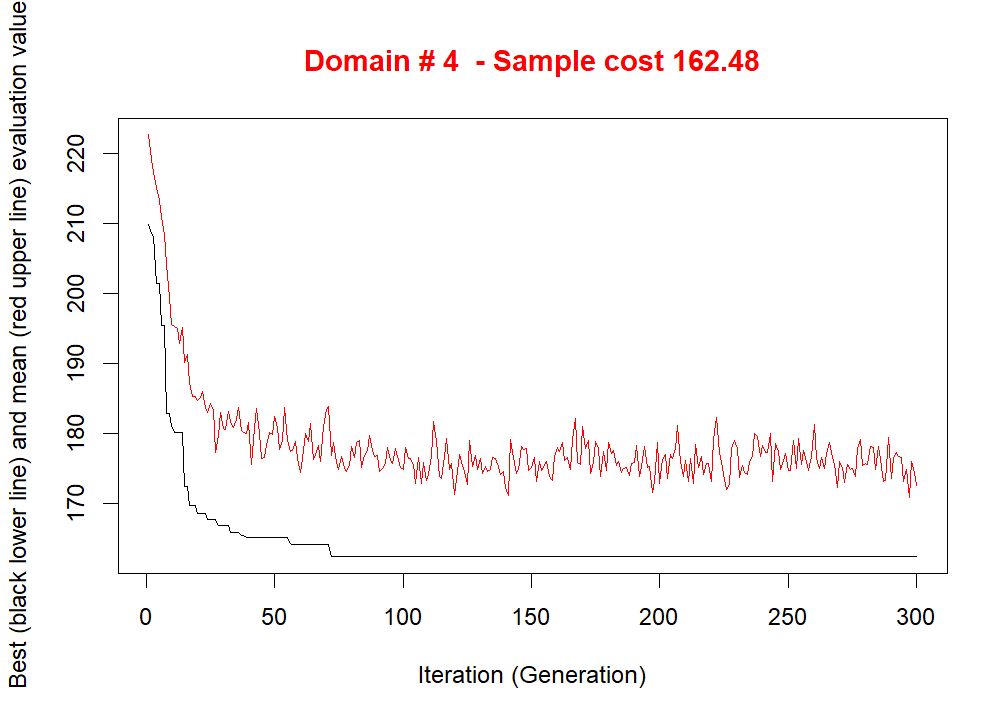 Domain # 4  - Sample cost 162.48
Best (black lower line) and mean (red upper line) evaluation value
220
210
200
190
180
170
0 50 100 150 200 250 300
Iteration (Generation)